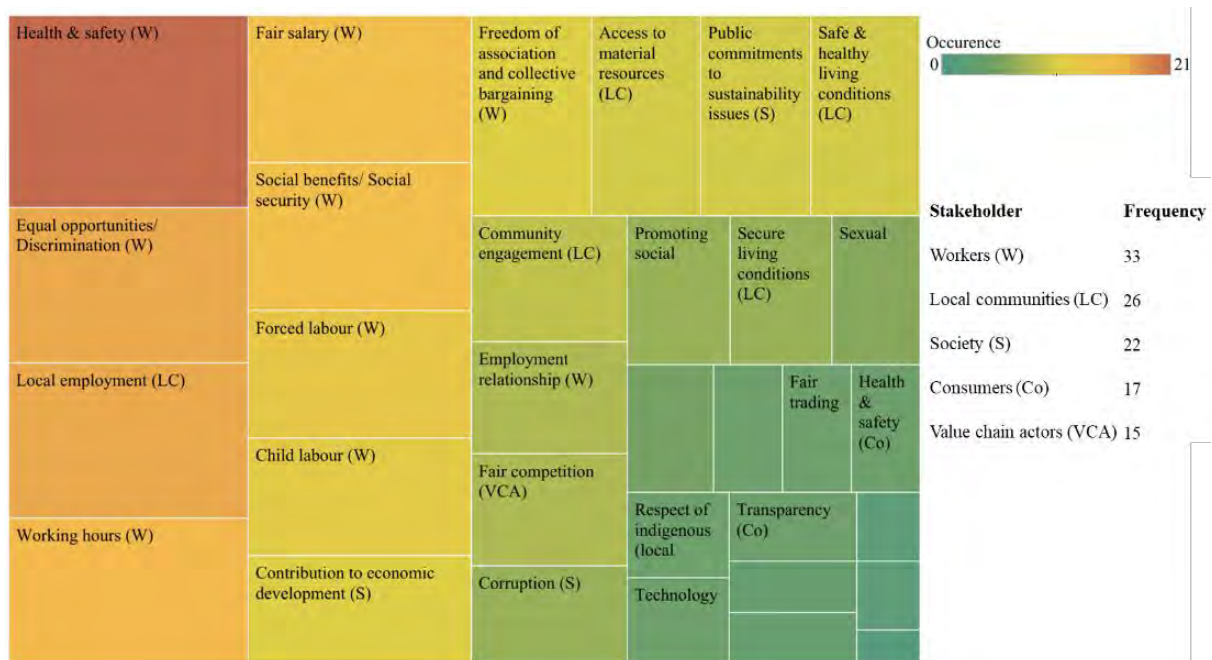 Health & safety (W)
Equal opportunities/
Discrimination (W)
Local employment (LC)
Working hours (W)
Fair salary (W)
Social benefits/ Social
security (W)
Forced labour (W)
Child labour (W)
Contribution to economic
development (S)
Freedom of
association
and collective
bargaining
(W)
Access to
material
resources
(LC)
Public
commitments
to
sustainability
issues (S)
Safe &
healthy
living
conditions
(LC)
Community
engagement (LC)
Employment
relationship (W)
Fair competition
(VCA)
Corruption (S)
Promoting
social
Secure
living
conditions
(LC)
Sexual
Fair
trading
Health
&
safety
(Co)
Respect of
indigenous
(local
Transparency
(Co)
Technology
Occurence
0
21
Stakeholder Frequency
Workers (W) 33
Local communities (LC) 26
Society (S) 22
Consumers (Co) 17
Value chain actors (VCA) 15